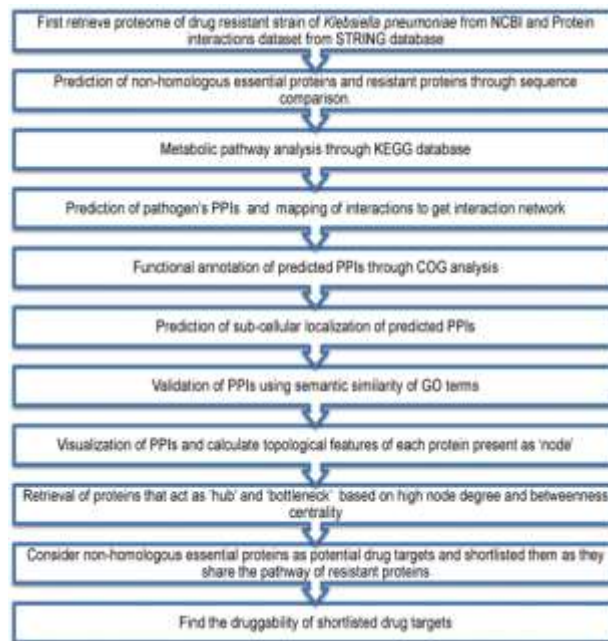 First retrieve proteome of drug resistant strain of Klebsiella pneumoniae from NCBI and Protein
interactions dataset from STRING database
Prediction of non-homologous essential proteins and resistant proteins through sequence
comparison.
Metabolic pathway analysis through KEGG database
Prediction of pathogen's PPIs and mapping of interactions to get interaction network
Functional annotation of predicted PPIs through COG analysis
Prediction of sub-cellular localization of predicted PPIs
Validation of PPIs using semantic similarity of GO terms
Visualization of PPIs and calculate topological features of each protein present as 'node'
Retrieval of proteins that act as 'hub' and 'bottleneck' based on high node degree and betweenness
centrality
Consider non-homologous essential proteins as potential drug targets and shortlisted them as they
share the pathway of resistant proteins
Find the druggability of shortlisted drug targets